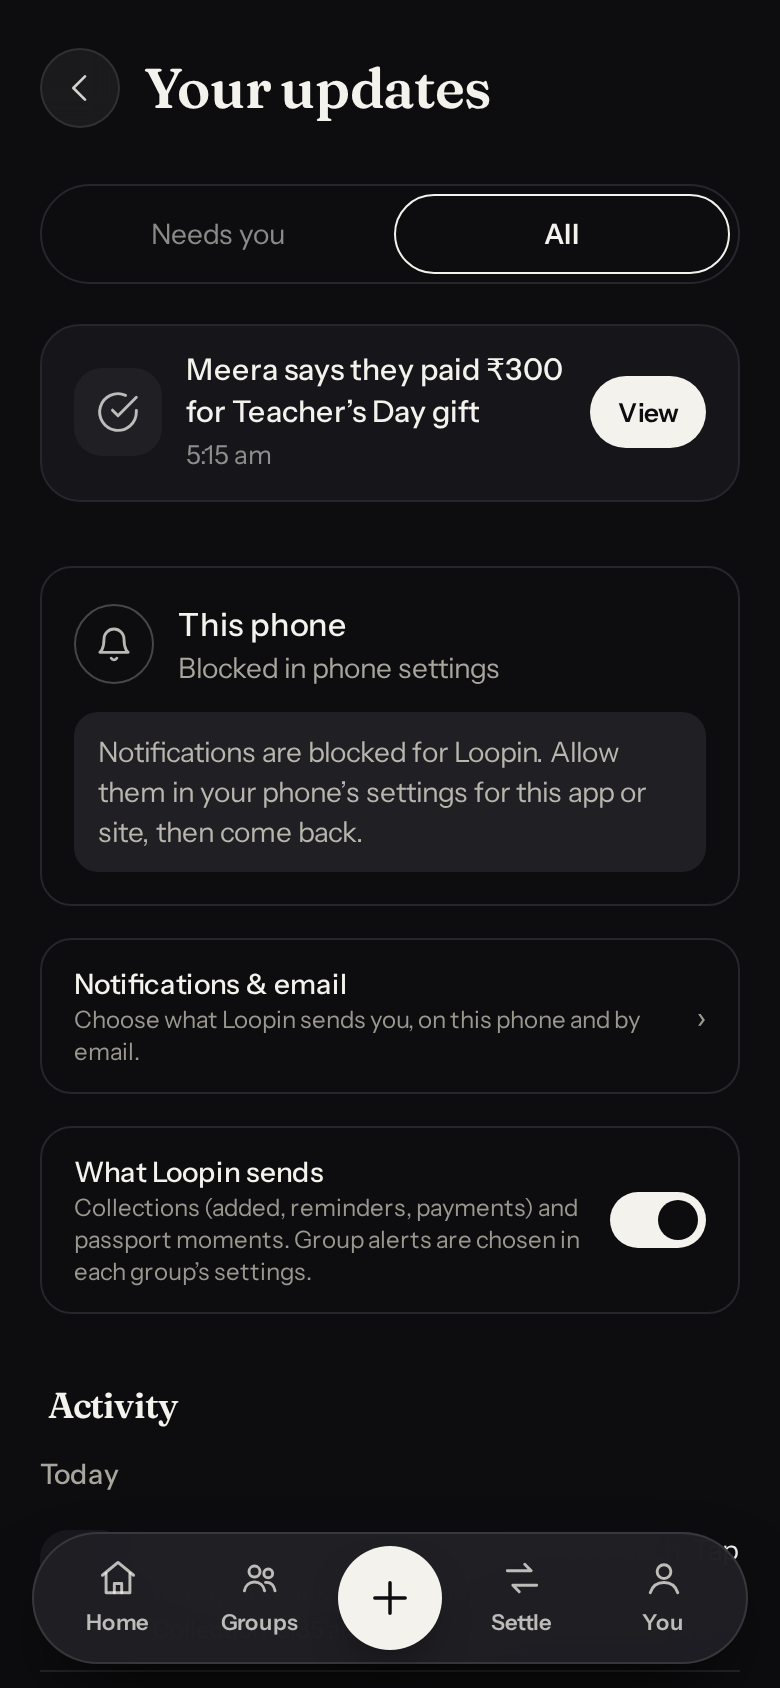 Your updates
Needs you
All
Meera says they paid ₹300
for Teacher’s Day gift
5:15 am
View
This phone
Blocked in phone settings
Notifications are blocked for Loopin. Allow
them in your phone’s settings for this app or
site, then come back.
Notifications & email
Choose what Loopin sends you, on this phone and by
email.
›
What Loopin sends
Collections (added, reminders, payments) and
passport moments. Group alerts are chosen in
each group’s settings.
Activity
Today
Home
Groups
Settle
You